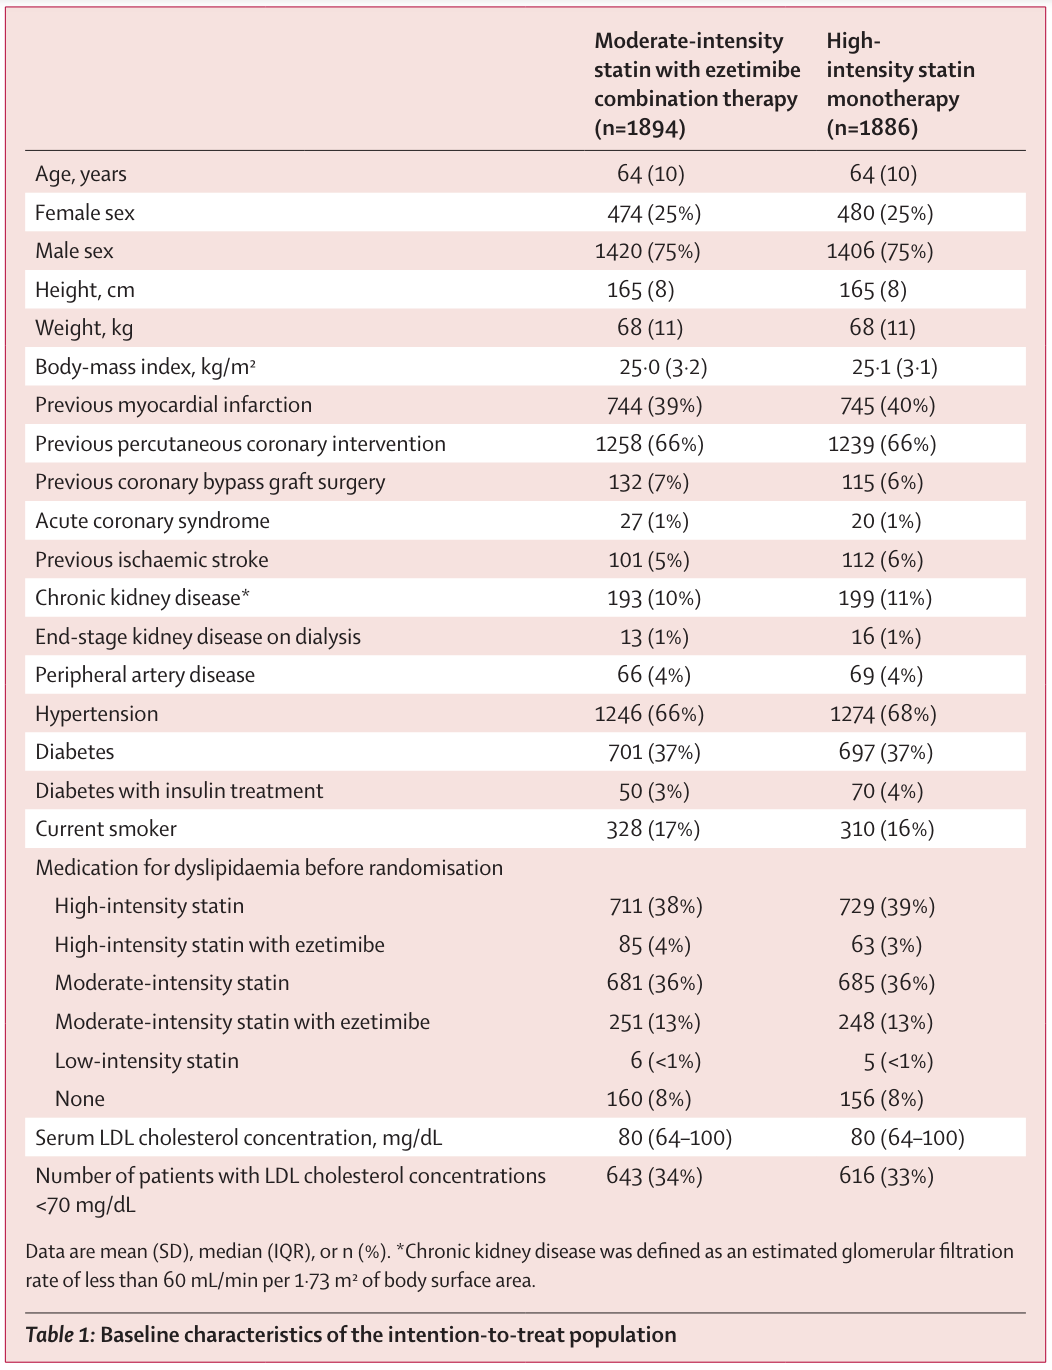 Moderate-intensity statin with ezetimibe combination therapy (n=1894) High-intensity statin monotherapy (n=1886)
Age, years 64 (10) 64 (10)
Female sex 474 (25%) 480 (25%)
Male sex 1420 (75%) 1406 (75%)
Height, cm 165 (8) 165 (8)
Weight, kg 68 (11) 68 (11)
Body-mass index, kg/m² 25·0 (3·2) 25·1 (3·1)
Previous myocardial infarction 744 (39%) 745 (40%)
Previous percutaneous coronary intervention 1258 (66%) 1239 (66%)
Previous coronary bypass graft surgery 132 (7%) 115 (6%)
Acute coronary syndrome 27 (1%) 20 (1%)
Previous ischaemic stroke 101 (5%) 112 (6%)
Chronic kidney disease* 193 (10%) 199 (11%)
End-stage kidney disease on dialysis 13 (1%) 16 (1%)
Peripheral artery disease 66 (4%) 69 (4%)
Hypertension 1246 (66%) 1274 (68%)
Diabetes 701 (37%) 697 (37%)
Diabetes with insulin treatment 50 (3%) 70 (4%)
Current smoker 328 (17%) 310 (16%)
Medication for dyslipidaemia before randomisation
High-intensity statin 711 (38%) 729 (39%)
High-intensity statin with ezetimibe 85 (4%) 63 (3%)
Moderate-intensity statin 681 (36%) 685 (36%)
Moderate-intensity statin with ezetimibe 251 (13%) 248 (13%)
Low-intensity statin 6 (<1%) 5 (<1%)
None 160 (8%) 156 (8%)
Serum LDL cholesterol concentration, mg/dL 80 (64–100) 80 (64–100)
Number of patients with LDL cholesterol concentrations 643 (34%) 616 (33%)
<70 mg/dL
Data are mean (SD), median (IQR), or n (%). *Chronic kidney disease was defined as an estimated glomerular filtration
rate of less than 60 mL/min per 1·73 m² of body surface area.
Table 1: Baseline characteristics of the intention-to-treat population